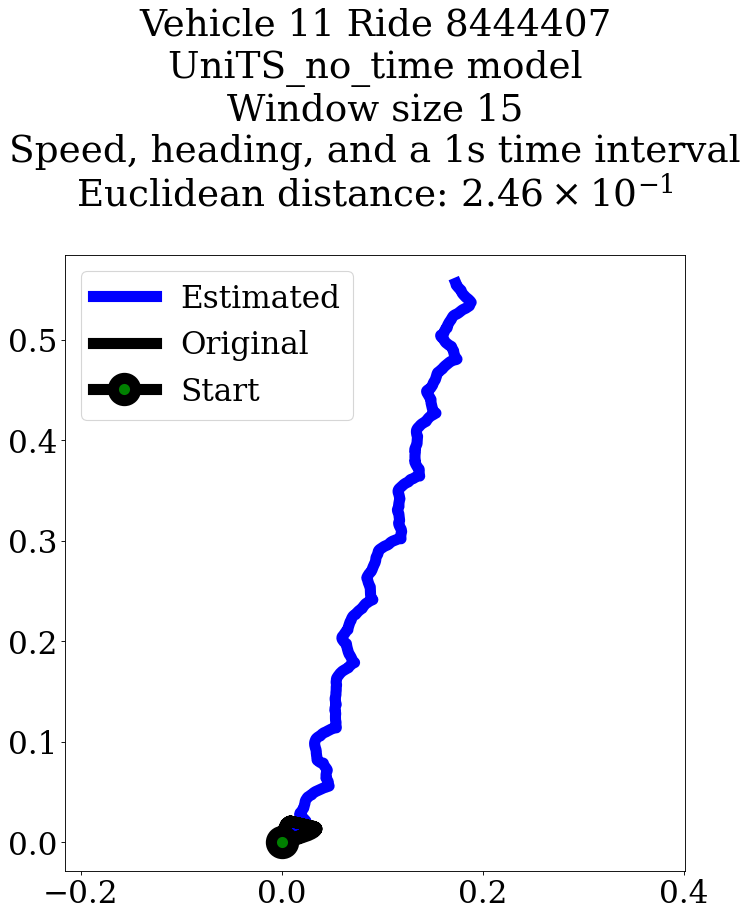 Vehicle 11 Ride 8444407
UniTS_no_time model
Window size 15
Speed, heading, and a 1s time interval
Euclidean distance: 2.46 × 10⁻¹
Estimated
Original
Start
0.5
0.4
0.3
0.2
0.1
0.0
−0.2 0.0 0.2 0.4